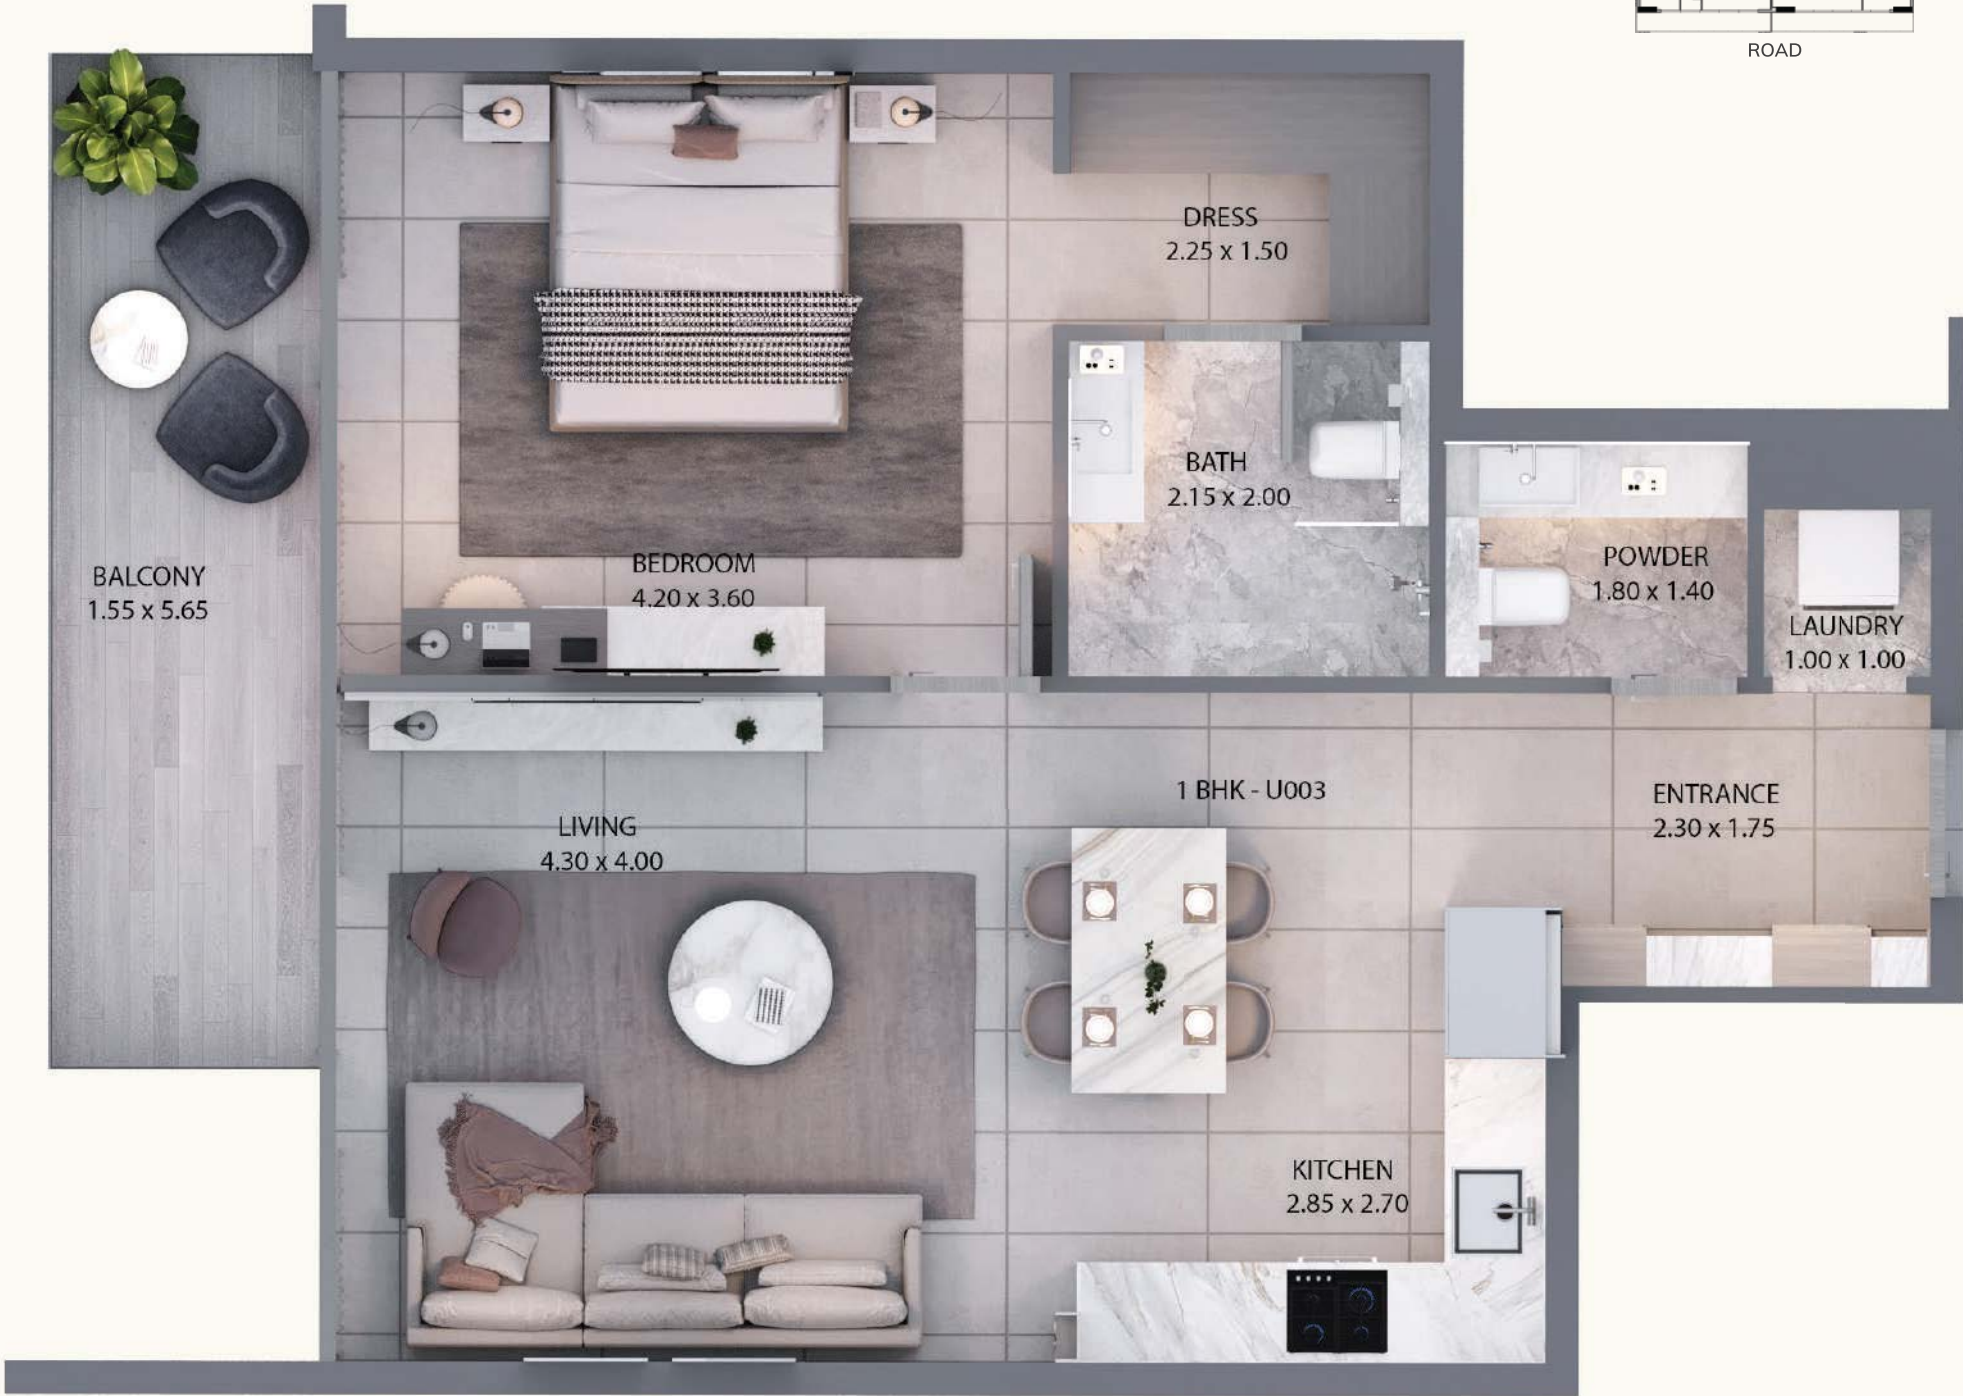 ROAD
DRESS
2.25 x 1.50
BATH
2.15 x 2.00
POWDER
1.80 x 1.40
BEDROOM
4.20 x 3.60
BALCONY
1.55 x 5.65
LAUNDRY
1.00 x 1.00
1 BHK - U003
ENTRANCE
2.30 x 1.75
LIVING
4.30 x 4.00
KITCHEN
2.85 x 2.70